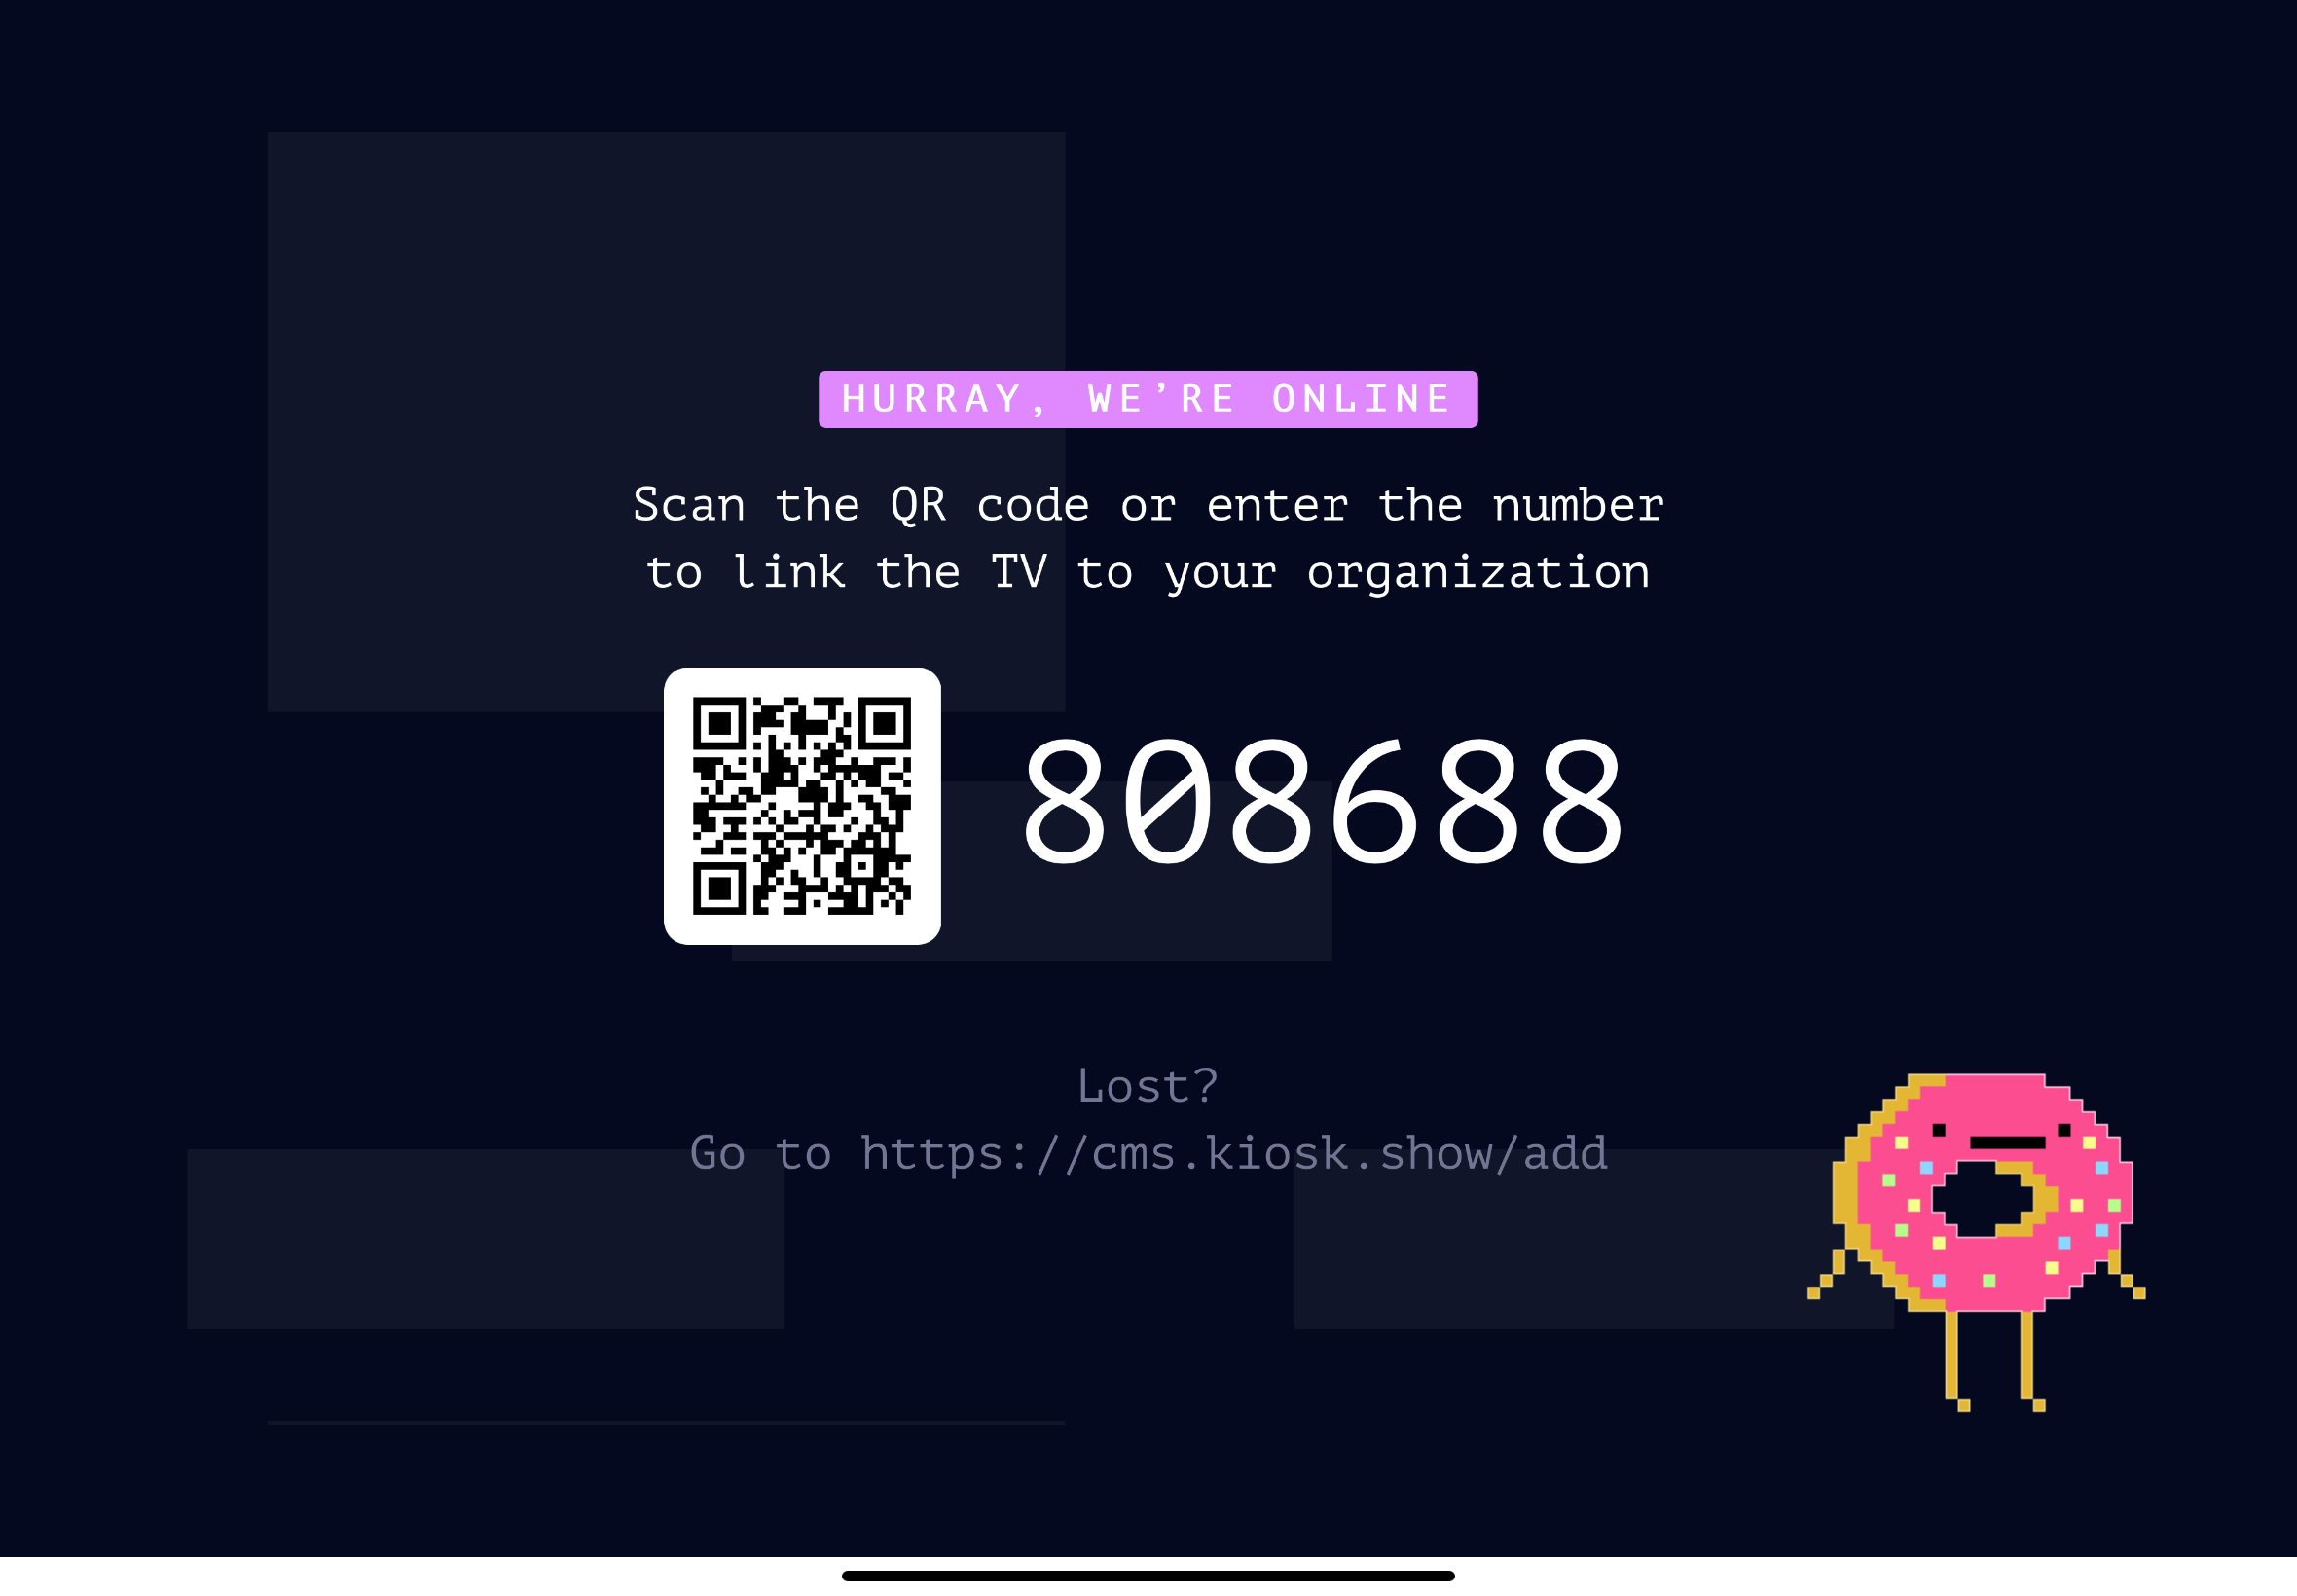 HURRAY, WE’RE ONLINE
Scan the QR code or enter the number
to link the TV to your organization
808688
Lost?
Go to https://cms.kiosk.show/add